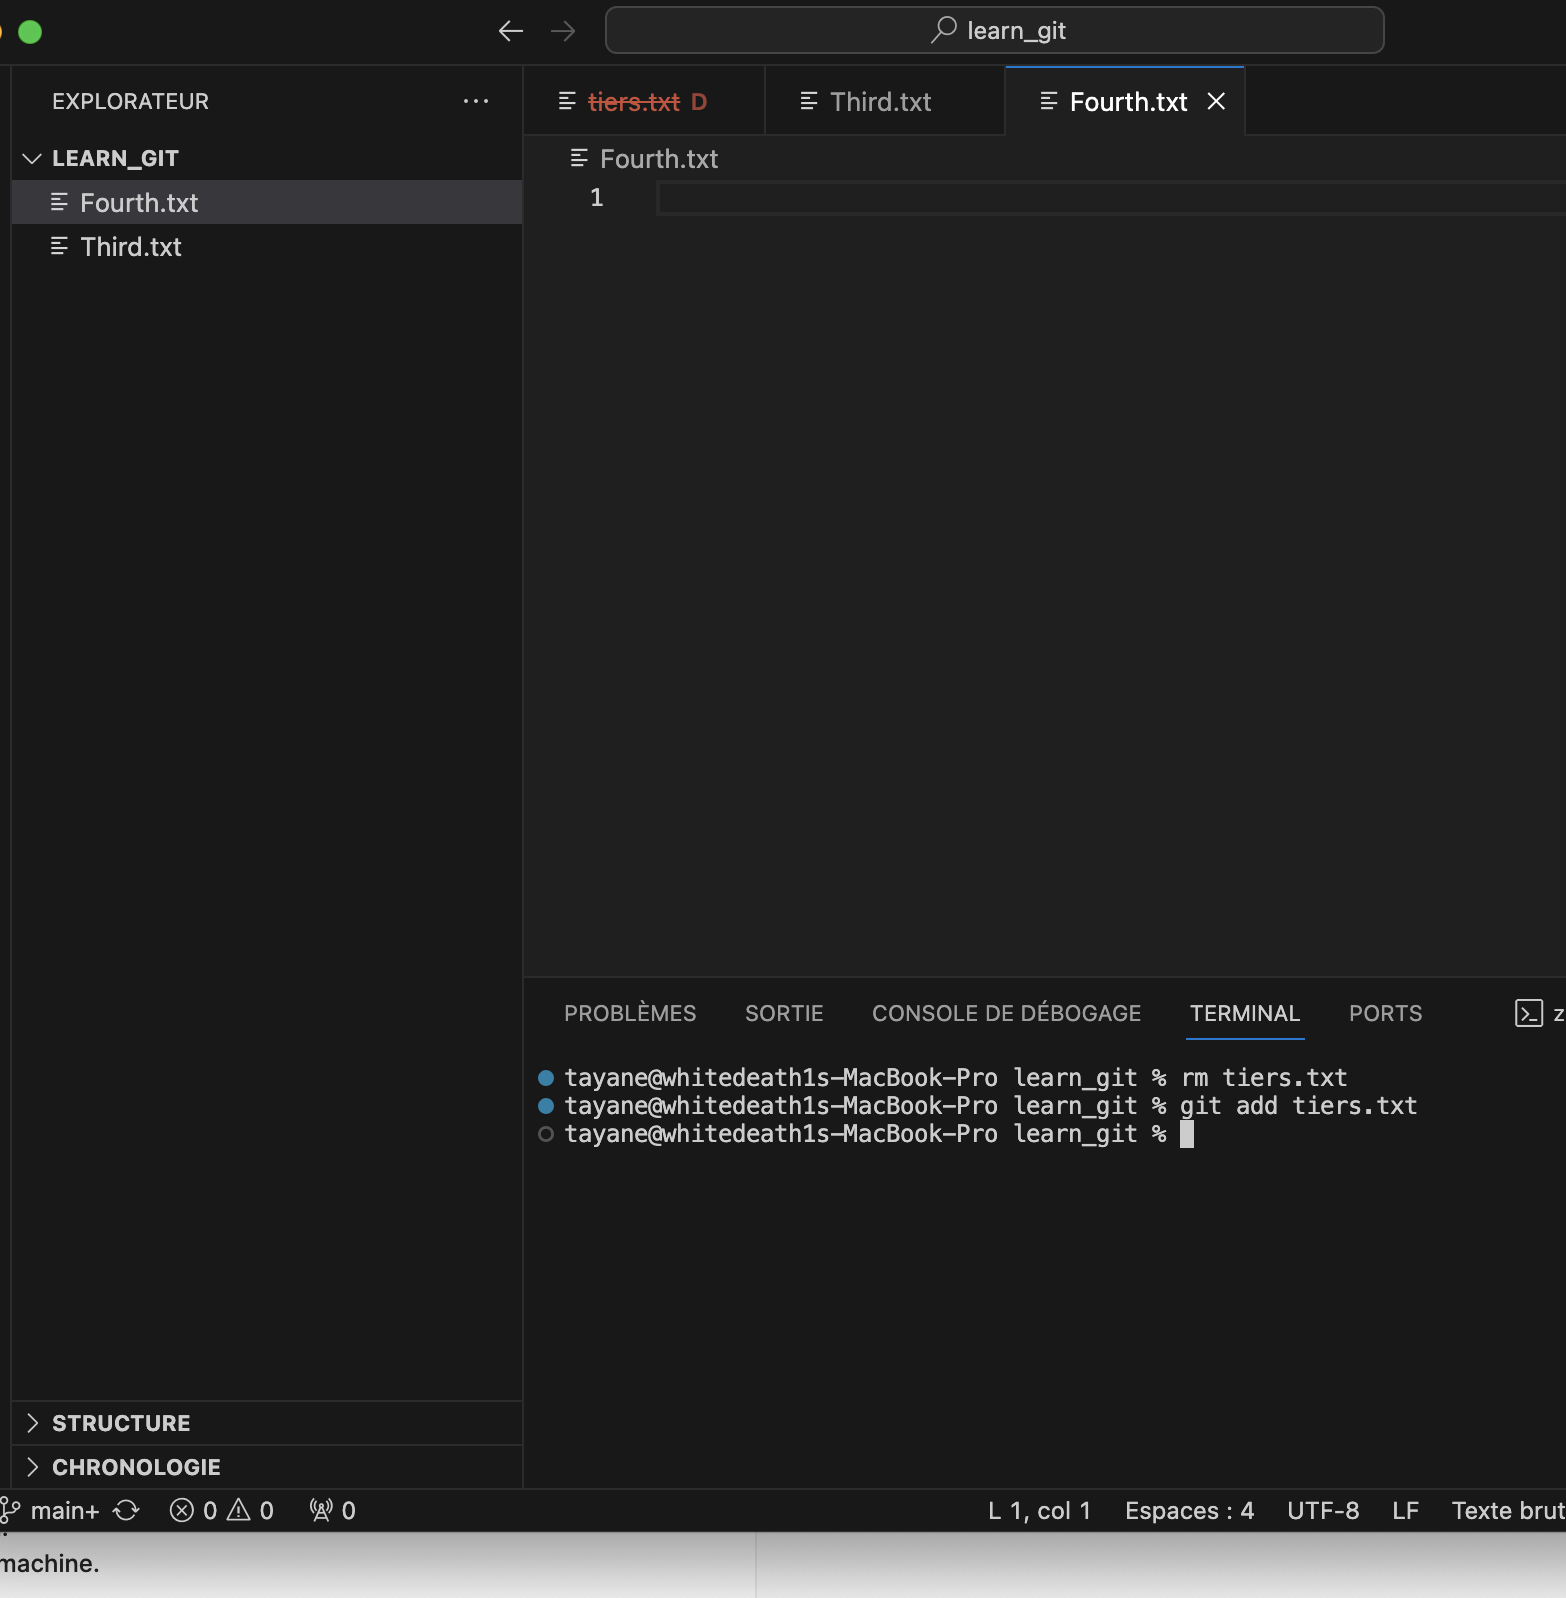 learn_git
EXPLORATEUR
LEARN_GIT
Fourth.txt
Third.txt
tiers.txt D
Third.txt
Fourth.txt
Fourth.txt
1
PROBLÈMES SORTIE CONSOLE DE DÉBOGAGE TERMINAL PORTS z
tayane@whitedeath1s-MacBook-Pro learn_git % rm tiers.txt
tayane@whitedeath1s-MacBook-Pro learn_git % git add tiers.txt
tayane@whitedeath1s-MacBook-Pro learn_git %
STRUCTURE
CHRONOLOGIE
main+ 0 0 0 L 1, col 1 Espaces : 4 UTF-8 LF Texte brut
machine.